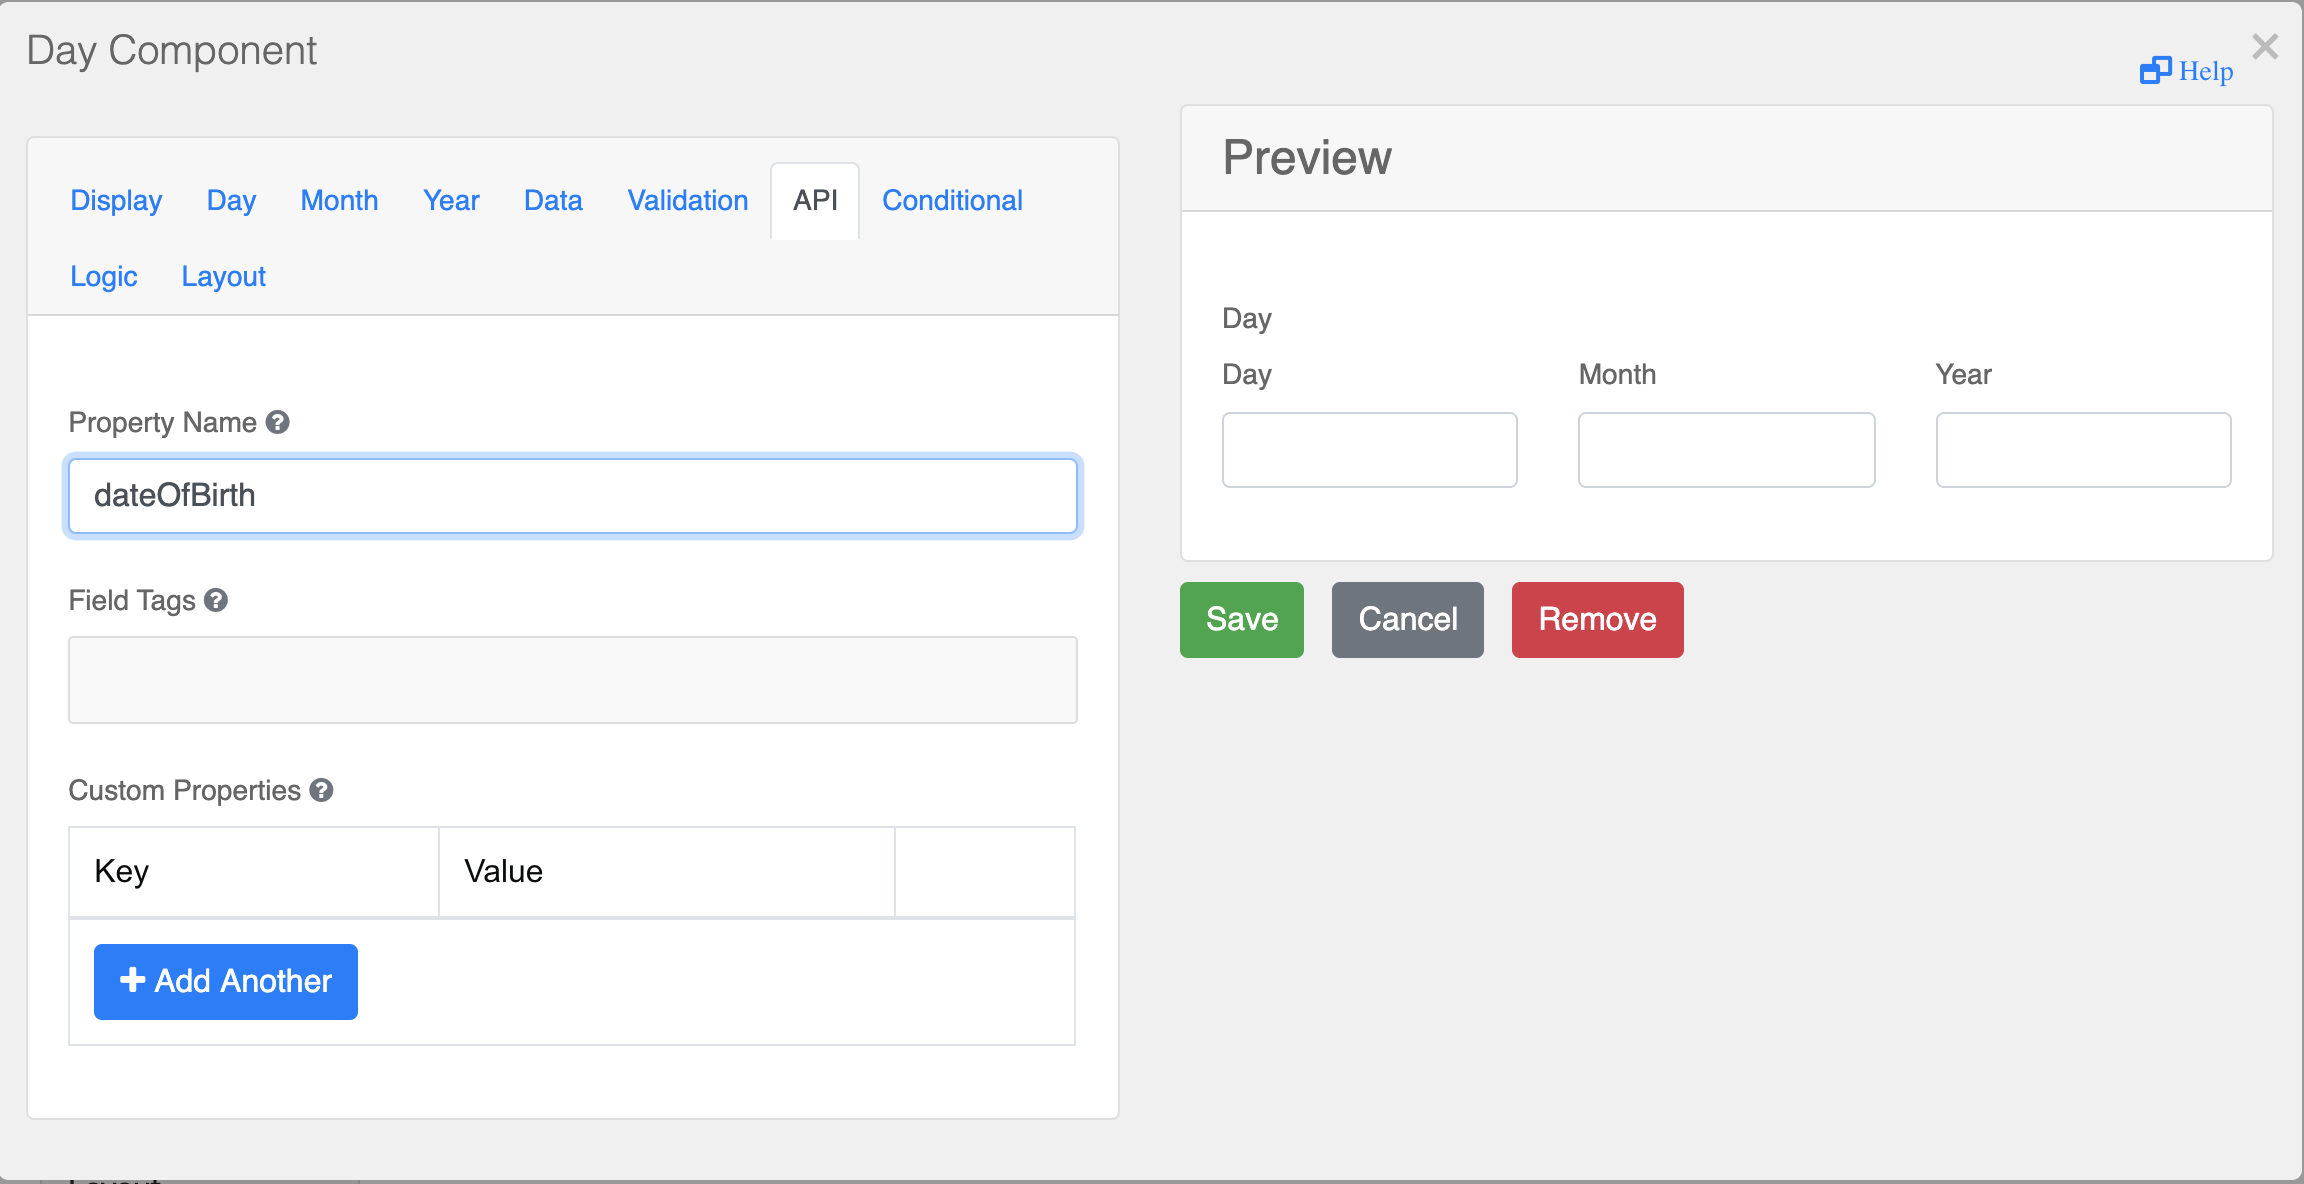 Day Component
Help
Display Day Month Year Data Validation API Conditional
Logic Layout
Property Name
dateOfBirth
Field Tags
Custom Properties
Key Value
Add Another
Preview
Day
Day Month Year
Save Cancel Remove